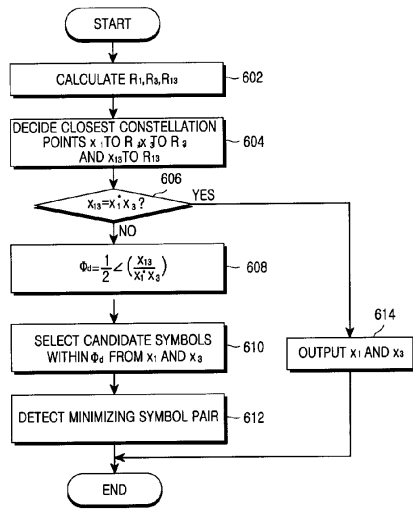 START
CALCULATE R₁,R₃,R₁₃
602
DECIDE CLOSEST CONSTELLATION
POINTS x₁ TO R₁, x₃ TO R₃
AND x₁₃ TO R₁₃
604
606
x₁₃=x₁*x₃?
YES
NO
Φd=1/2∠(x₁₃/x₁*x₃)
608
614
SELECT CANDIDATE SYMBOLS
WITHIN Φd FROM x₁ AND x₃
610
OUTPUT x₁ AND x₃
DETECT MINIMIZING SYMBOL PAIR
612
END